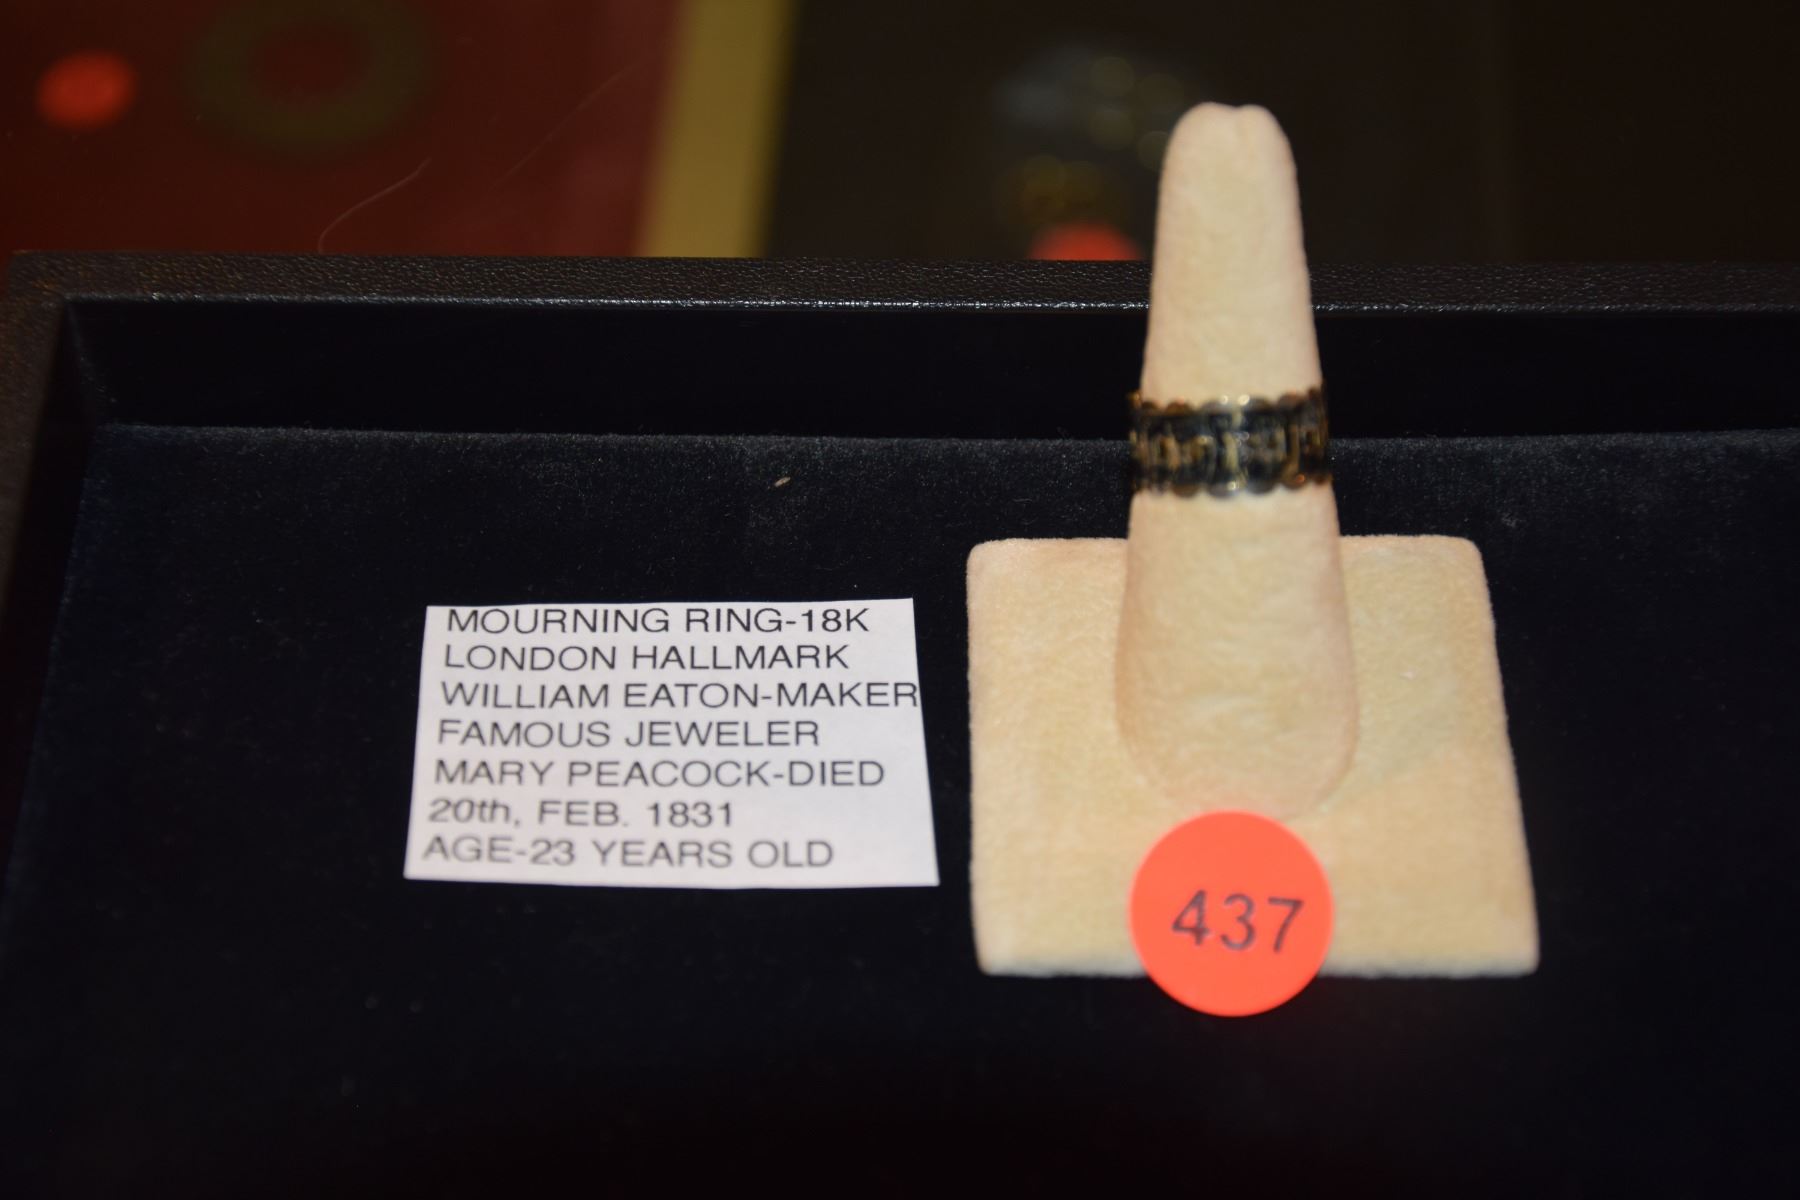 MOURNING RING-18K
LONDON HALLMARK
WILLIAM EATON-MAKER
FAMOUS JEWELER
MARY PEACOCK-DIED
20th, FEB. 1831
AGE-23 YEARS OLD
437